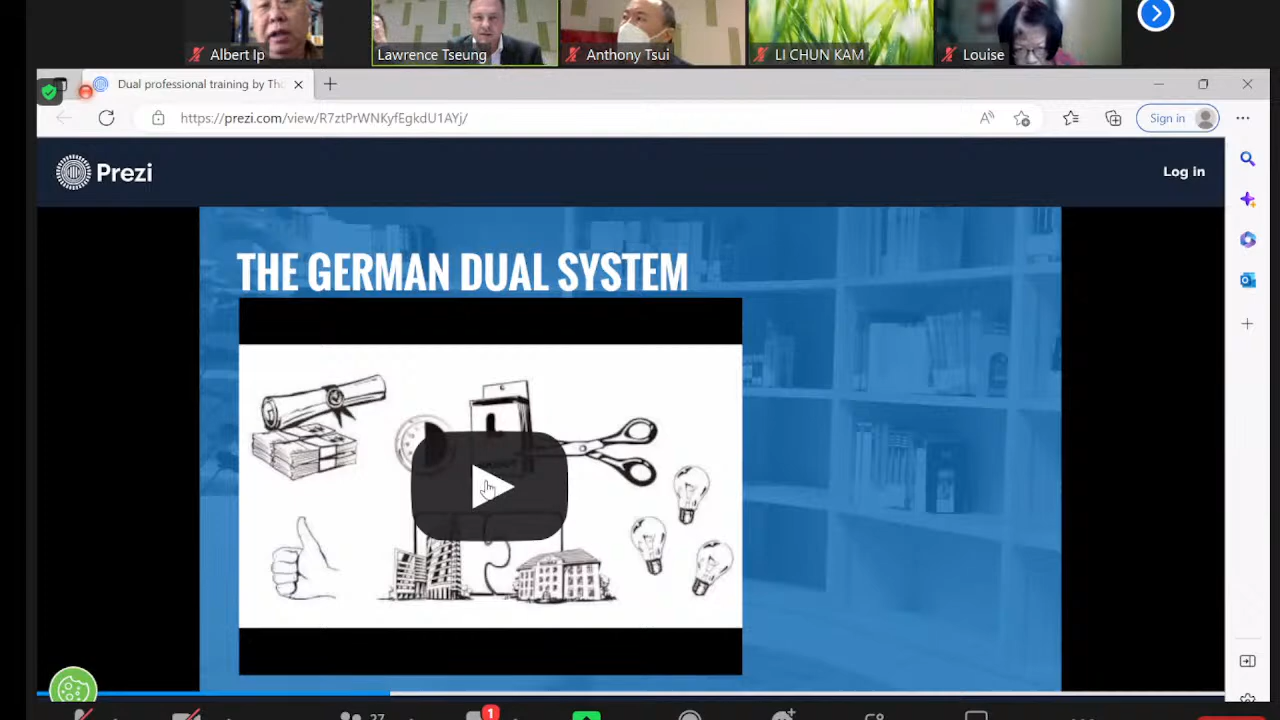 Albert Ip
Lawrence Tseung
Anthony Tsui
LI CHUN KAM
Louise
Dual professional training by Tho
https://prezi.com/view/R7ztPrWNKyfEgkdU1AYj/
Sign in
Prezi
Log in
THE GERMAN DUAL SYSTEM
27
1